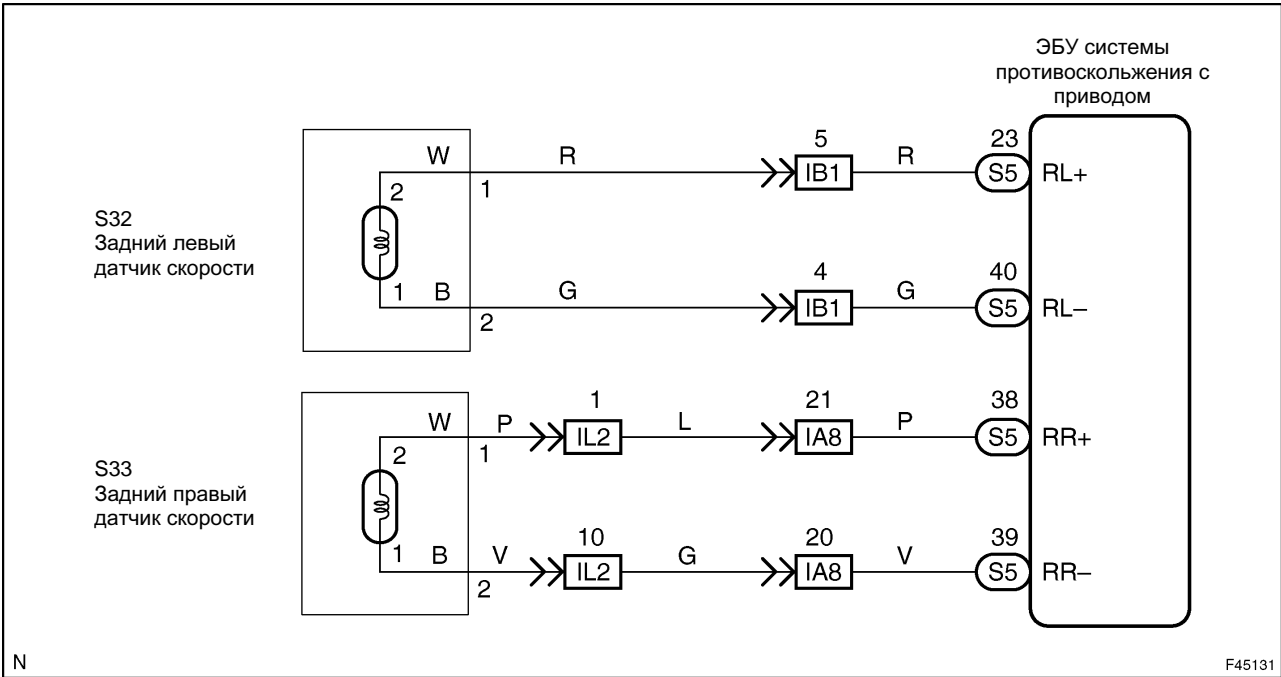 ЭБУ системы
противоскольжения с
приводом
5
23
W
R
IB1
R
S5
RL+
2
1
S32
Задний левый
датчик скорости
4
40
1
B
G
IB1
G
S5
RL–
2
1
21
38
W
P
IL2
L
IA8
P
S5
RR+
2
1
S33
Задний правый
датчик скорости
10
20
39
1
B
V
IL2
G
IA8
V
S5
RR–
2
N
F45131